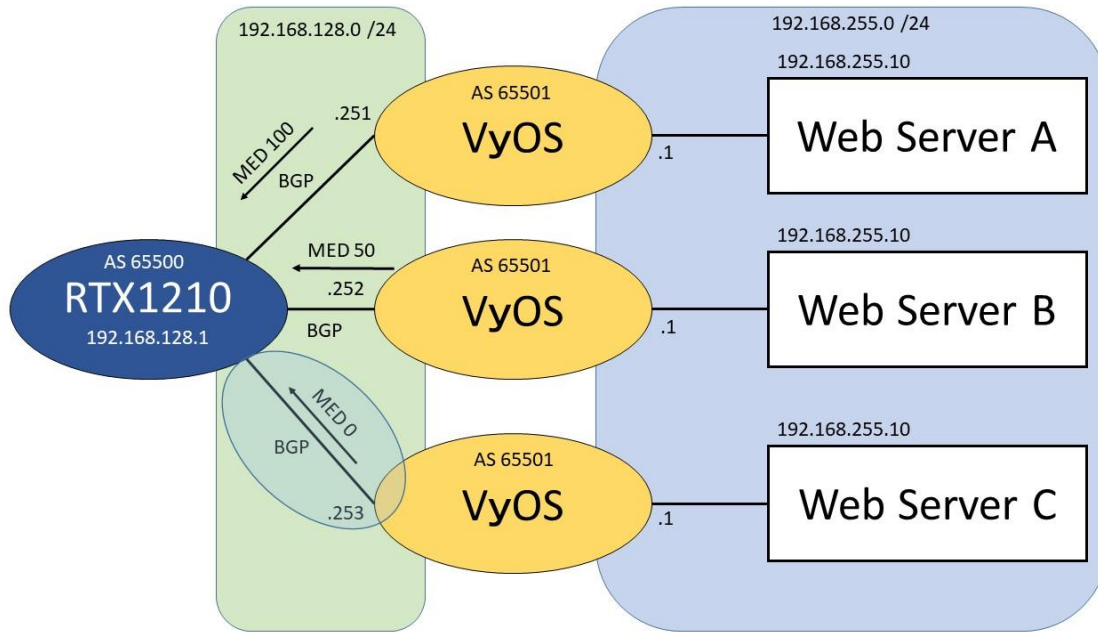 192.168.128.0 /24
192.168.255.0 /24
192.168.255.10
AS 65501
VyOS
.251
.1
Web Server A
MED 100
BGP
192.168.255.10
AS 65500
RTX1210
192.168.128.1
MED 50
.252
BGP
AS 65501
VyOS
.1
Web Server B
192.168.255.10
MED 0
BGP
.253
AS 65501
VyOS
.1
Web Server C